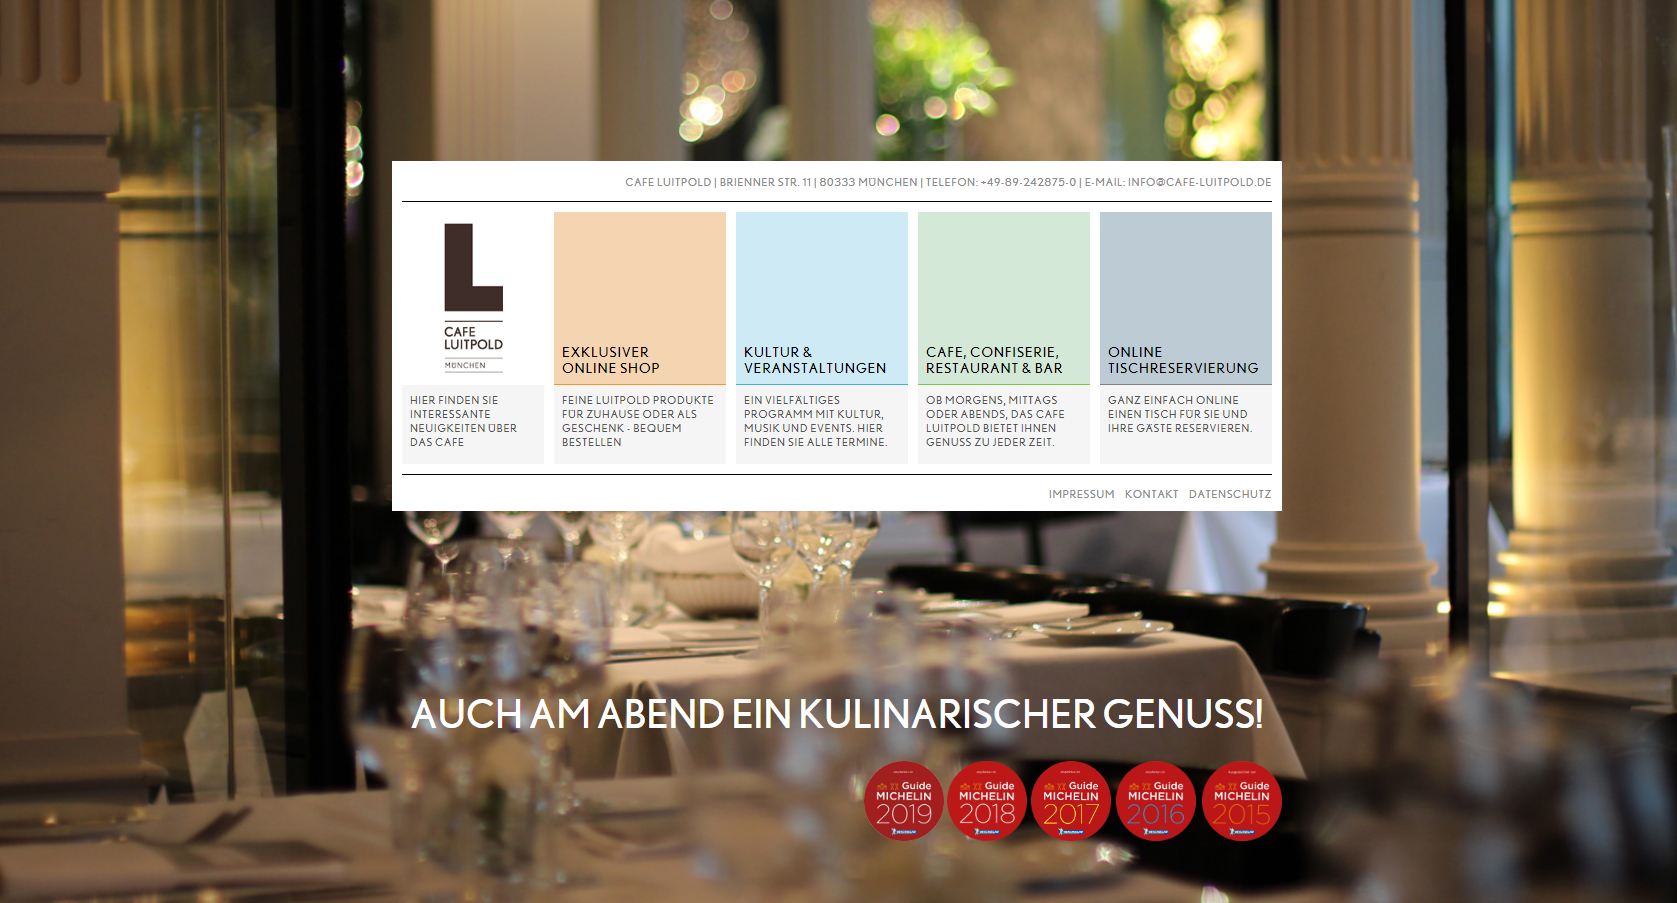 CAFE LUITPOLD | BRIENNER STR. 11 | 80333 MÜNCHEN | TELEFON: +49-89-242875-0 | E-MAIL: INFO@CAFE-LUITPOLD.DE
L
CAFE
LUITPOLD
MÜNCHEN
HIER FINDEN SIE
INTERESSANTE
NEUIGKEITEN ÜBER
DAS CAFE
EXKLUSIVER
ONLINE SHOP
FEINE LUITPOLD PRODUKTE
FÜR ZUHAUSE ODER ALS
GESCHENK - BEQUEM
BESTELLEN
KULTUR &
VERANSTALTUNGEN
EIN VIELFÄLTIGES
PROGRAMM MIT KULTUR,
MUSIK UND EVENTS. HIER
FINDEN SIE ALLE TERMINE.
CAFE, CONFISERIE,
RESTAURANT & BAR
OB MORGENS, MITTAGS
ODER ABENDS, DAS CAFE
LUITPOLD BIETET IHNEN
GENUSS ZU JEDER ZEIT.
ONLINE
TISCHRESERVIERUNG
GANZ EINFACH ONLINE
EINEN TISCH FÜR SIE UND
IHRE GÄSTE RESERVIEREN.
IMPRESSUM KONTAKT DATENSCHUTZ
AUCH AM ABEND EIN KULINARISCHER GENUSS!
Guide
MICHELIN
2019
Guide
MICHELIN
2018
Guide
MICHELIN
2017
Guide
MICHELIN
2016
Guide
MICHELIN
2015